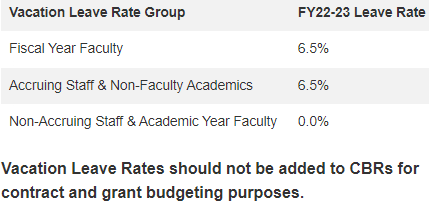 Vacation Leave Rate Group FY22-23 Leave Rate
Fiscal Year Faculty 6.5%
Accruing Staff & Non-Faculty Academics 6.5%
Non-Accruing Staff & Academic Year Faculty 0.0%
Vacation Leave Rates should not be added to CBRs for
contract and grant budgeting purposes.